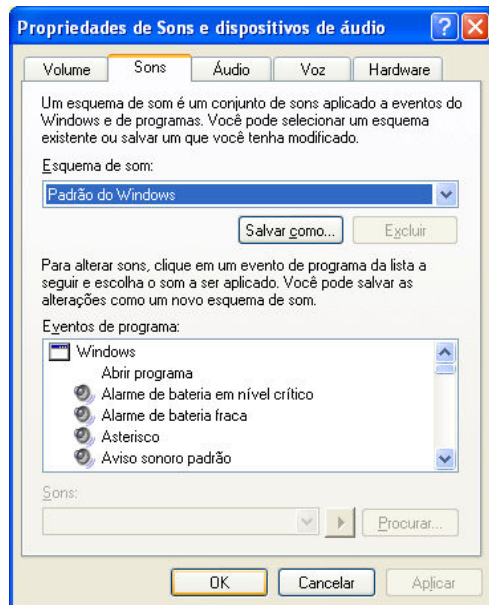 Propriedades de Sons e dispositivos de áudio
Volume
Sons
Áudio
Voz
Hardware
Um esquema de som é um conjunto de sons aplicado a eventos do
Windows e de programas. Você pode selecionar um esquema
existente ou salvar um que você tenha modificado.
Esquema de som:
Padrão do Windows
Salvar como...
Excluir
Para alterar sons, clique em um evento de programa da lista a
seguir e escolha o som a ser aplicado. Você pode salvar as
alterações como um novo esquema de som.
Eventos de programa:
Windows
Abrir programa
Alarme de bateria em nível crítico
Alarme de bateria fraca
Asterisco
Aviso sonoro padrão
Sons:
Procurar...
OK
Cancelar
Aplicar